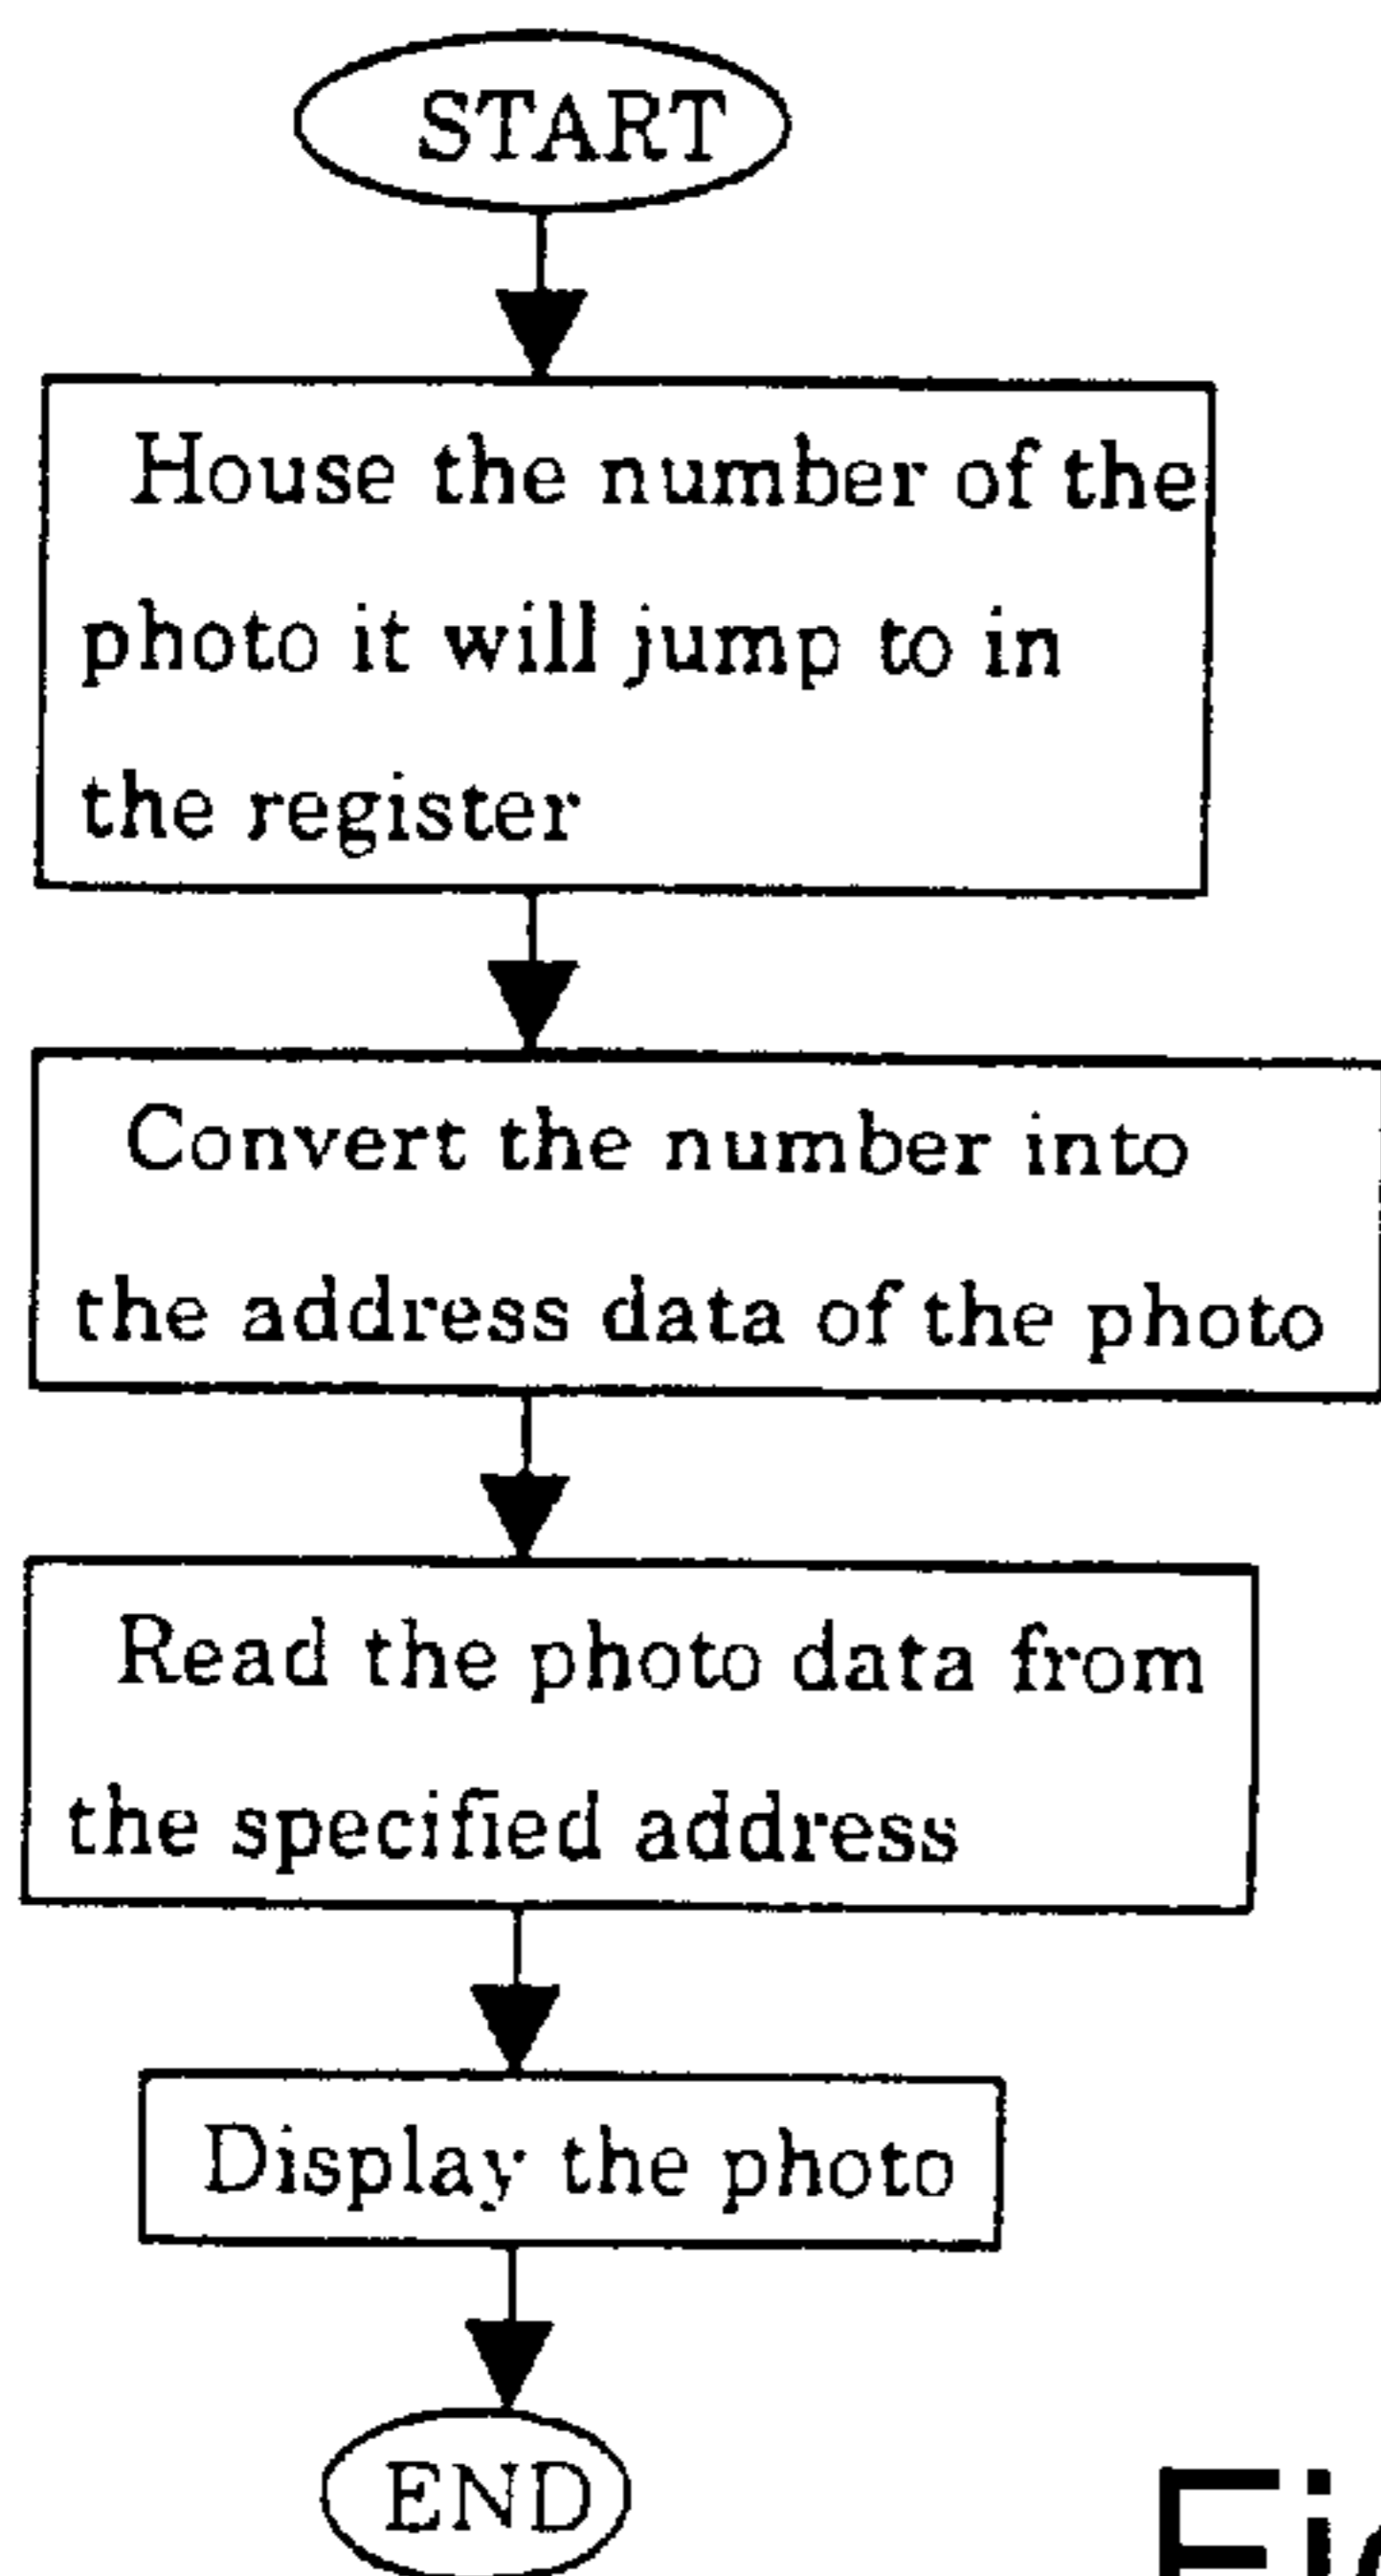 START
House the number of the
photo it will jump to in
the register
Convert the number into
the address data of the photo
Read the photo data from
the specified address
Display the photo
END